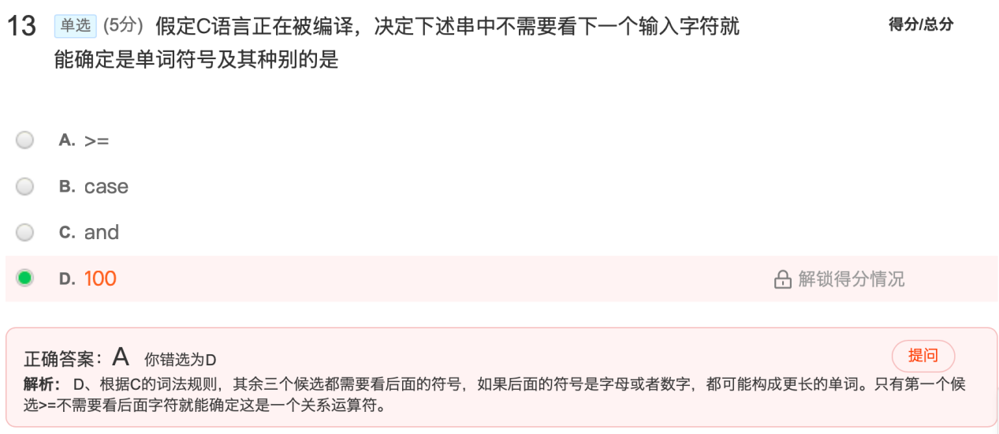 13 单选 (5分) 假定C语言正在被编译，决定下述串中不需要看下一个输入字符就 得分/总分
能确定是单词符号及其种别的是
A. >=
B. case
C. and
D. 100 解锁得分情况
正确答案：A 你错选为D 提问
解析： D、根据C的词法规则，其余三个候选都需要看后面的符号，如果后面的符号是字母或者数字，都可能构成更长的单词。只有第一个候
选>=不需要看后面字符就能确定这是一个关系运算符。